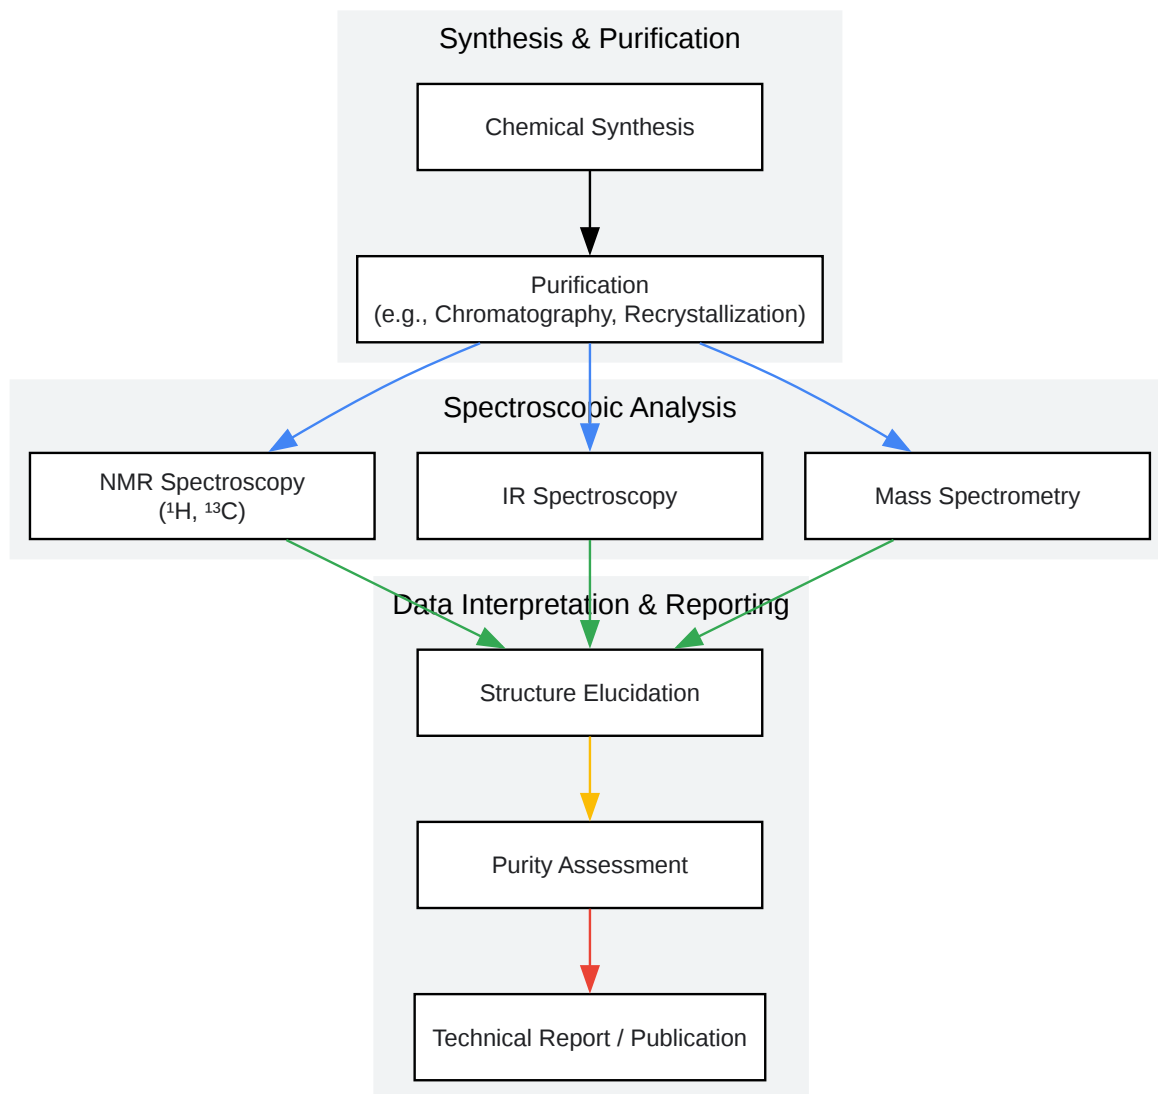 Synthesis & Purification
Chemical Synthesis
Purification
(e.g., Chromatography, Recrystallization)
Spectroscopic Analysis
NMR Spectroscopy
(¹H, ¹³C)
IR Spectroscopy
Mass Spectrometry
Data Interpretation & Reporting
Structure Elucidation
Purity Assessment
Technical Report / Publication